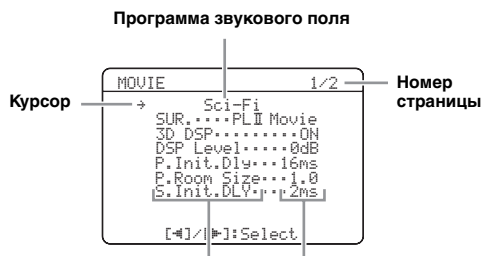 Программа звукового поля
MOVIE 1/2
Номер страницы
Курсор
→ Sci-Fi
SUR.····PLⅡ Movie
3D DSP·········ON
DSP Level·····0dB
P.Init.Dly···16ms
P.Room Size···1.0
S.Init.DLY····2ms
[◄]/[►]:Select